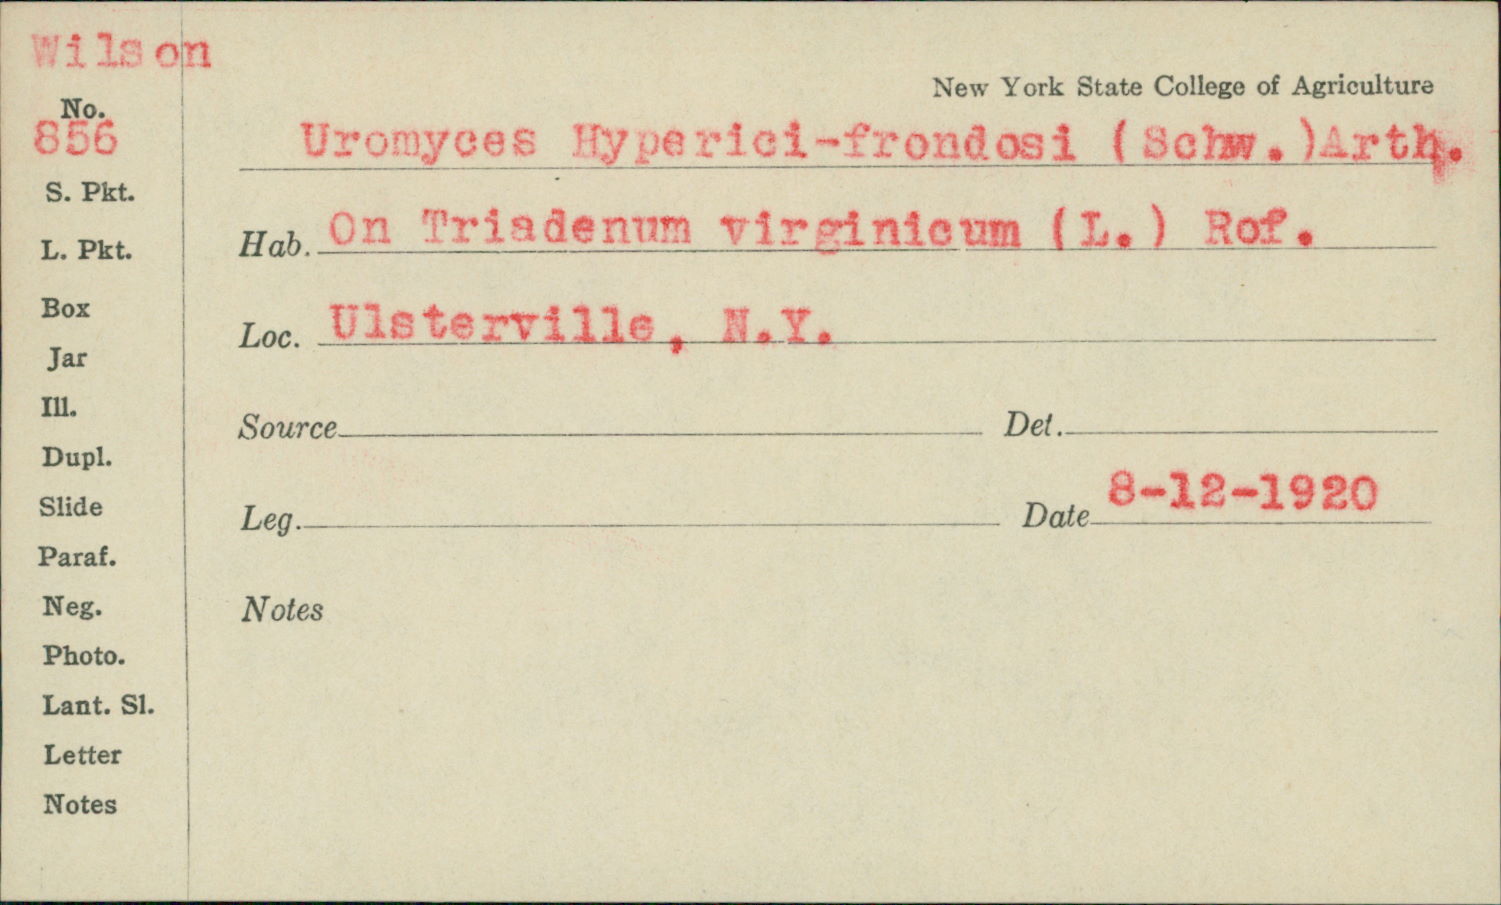 Wilson
New York State College of Agriculture
No.
856
Uromyces Hyperici-frondosi (Schw.)Arth.
S. Pkt.
Hab. On Triadenum virginicum (L.) Rof.
L. Pkt.
Box
Loc. Ulsterville, N.Y.
Jar
Ill.
Source Det.
Dupl.
Slide
Leg. Date 8-12-1920
Paraf.
Neg.
Notes
Photo.
Lant. Sl.
Letter
Notes